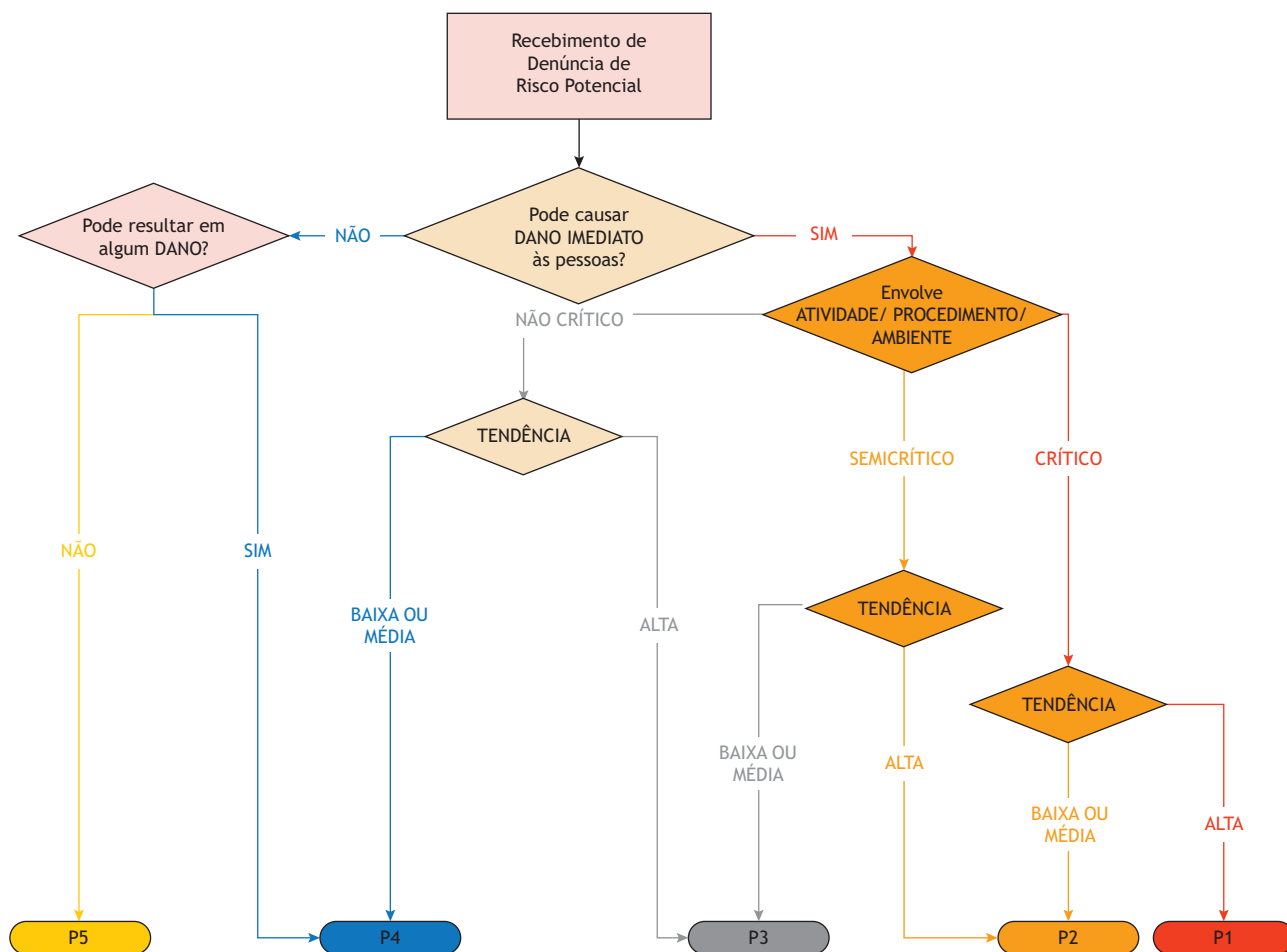 Recebimento de
Denúncia de
Risco Potencial
Pode resultar em
algum DANO?
NÃO
Pode causar
DANO IMEDIATO
às pessoas?
SIM
Envolve
ATIVIDADE/ PROCEDIMENTO/
AMBIENTE
NÃO CRÍTICO
TENDÊNCIA
SEMICRÍTICO
CRÍTICO
NÃO
SIM
BAIXA OU
MÉDIA
ALTA
TENDÊNCIA
TENDÊNCIA
BAIXA OU
MÉDIA
ALTA
BAIXA OU
MÉDIA
ALTA
P5
P4
P3
P2
P1